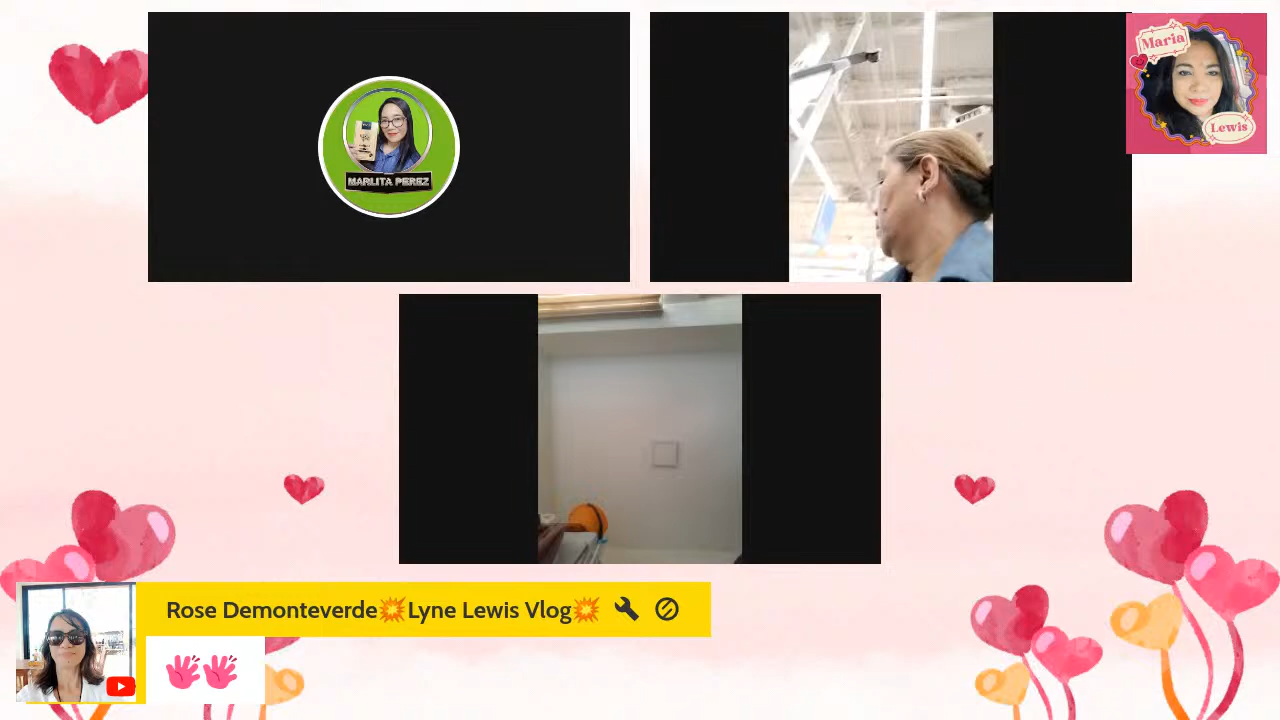 MARLITA PEREZ
Maria
Lewis
Rose Demonteverde💥Lyne Lewis Vlog💥